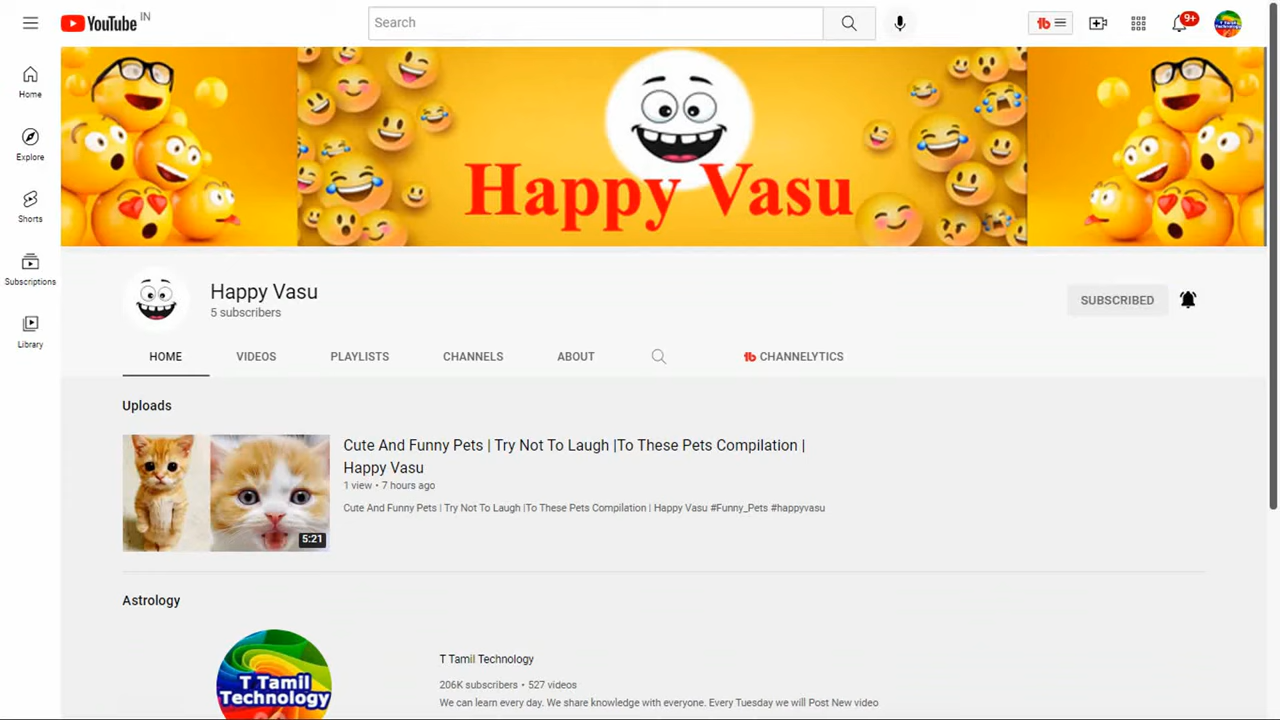 YouTube IN
Search
9+
Home
Explore
Shorts
Subscriptions
Library
Happy Vasu
Happy Vasu
5 subscribers
SUBSCRIBED
HOME
VIDEOS
PLAYLISTS
CHANNELS
ABOUT
tb CHANNELYTICS
Uploads
5:21
Cute And Funny Pets | Try Not To Laugh |To These Pets Compilation |
Happy Vasu
1 view • 7 hours ago
Cute And Funny Pets | Try Not To Laugh |To These Pets Compilation | Happy Vasu #Funny_Pets #happyvasu
Astrology
T Tamil
Technology
T Tamil Technology
206K subscribers • 527 videos
We can learn every day. We share knowledge with everyone. Every Tuesday we will Post New video